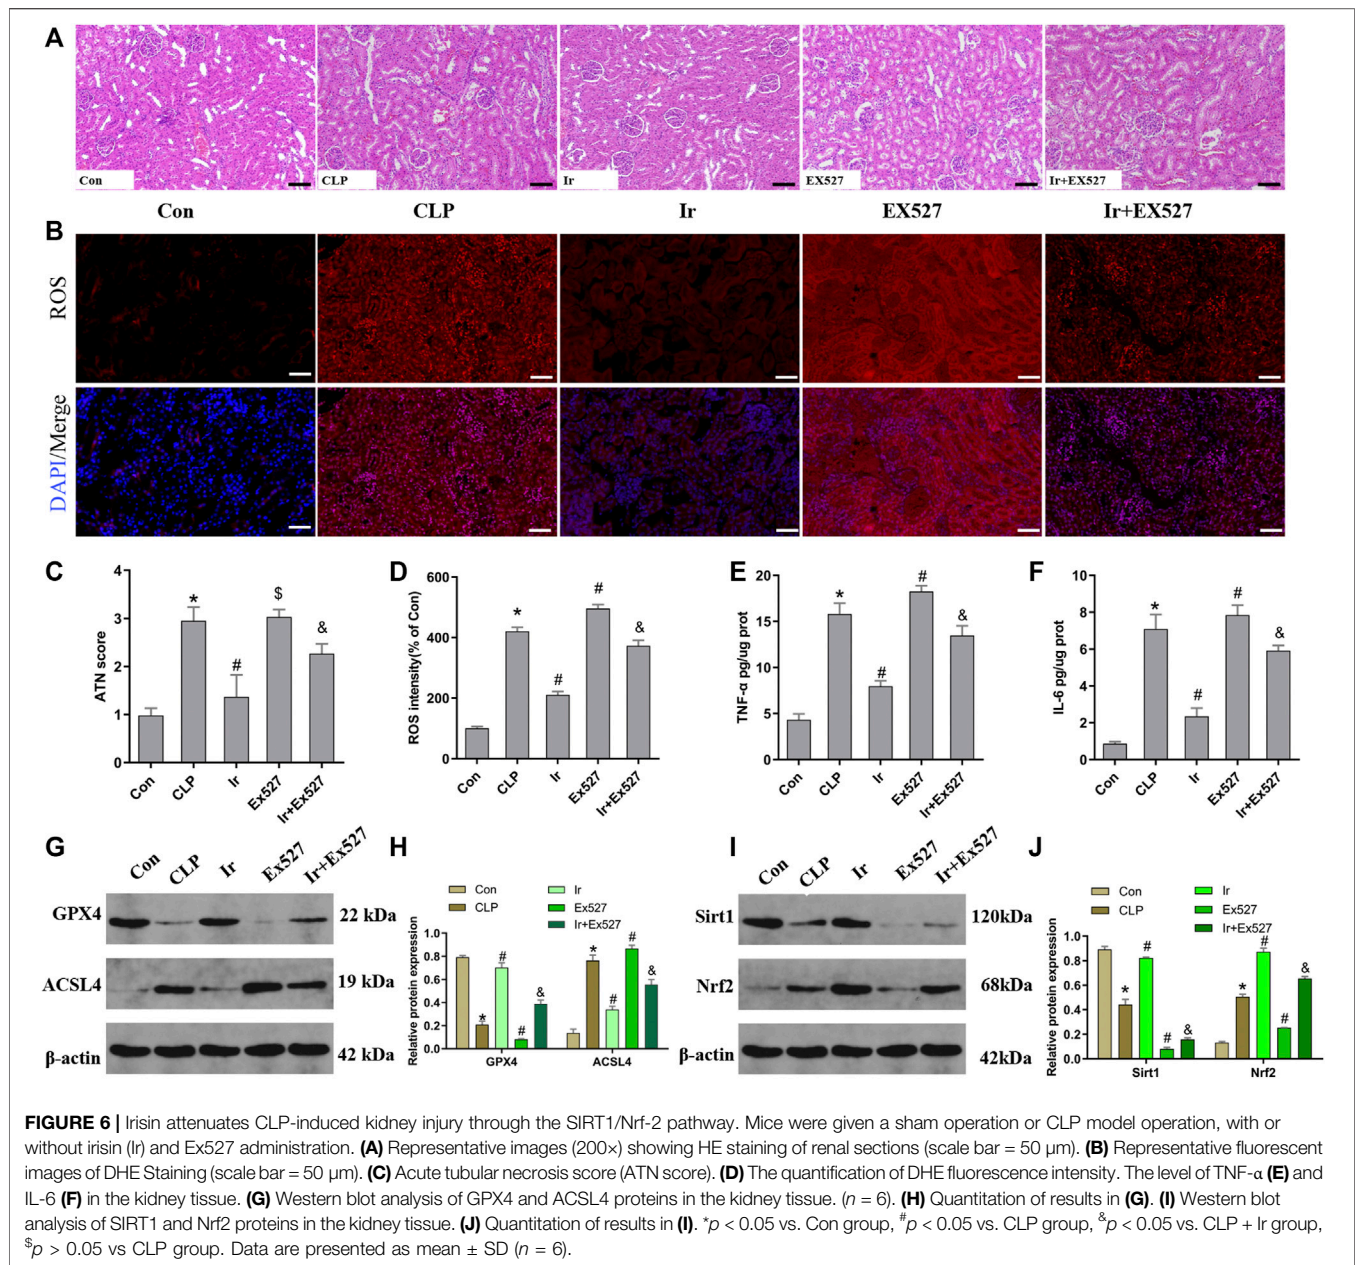 A
Con
CLP
Ir
EX527
Ir+EX527
Con
CLP
Ir
EX527
Ir+EX527
B
ROS
DAPI/Merge
C
ATN score
4
3
2
1
0
*
#
$
&
Con
CLP
Ir
Ex527
Ir+Ex527
D
ROS intensity(% of Con)
600
400
200
0
*
#
#
&
Con
CLP
Ir
Ex527
Ir+Ex527
E
TNF-α pg/ug prot
20
15
10
5
0
*
#
#
&
Con
CLP
Ir
Ex527
Ir+Ex527
F
IL-6 pg/ug prot
10
8
6
4
2
0
*
#
#
&
Con
CLP
Ir
Ex527
Ir+Ex527
G
Con
CLP
Ir
Ex527
Ir+Ex527
GPX4
22 kDa
ACSL4
19 kDa
β-actin
42 kDa
H
Con
CLP
Ir
Ex527
Ir+Ex527
Relative protein expression
1.0
0.8
0.6
0.4
0.2
0.0
*
#
#
&
*
#
#
&
GPX4
ACSL4
I
Con
CLP
Ir
Ex527
Ir+Ex527
Sirt1
120kDa
Nrf2
68kDa
β-actin
42kDa
J
Con
CLP
Ir
Ex527
Ir+Ex527
Relative protein expression
1.0
0.8
0.6
0.4
0.2
0.0
*
#
#
&
*
#
#
&
Sirt1
Nrf2
FIGURE 6 | Irisin attenuates CLP-induced kidney injury through the SIRT1/Nrf-2 pathway. Mice were given a sham operation or CLP model operation, with or
without irisin (Ir) and Ex527 administration. (A) Representative images (200×) showing HE staining of renal sections (scale bar = 50 μm). (B) Representative fluorescent
images of DHE Staining (scale bar = 50 μm). (C) Acute tubular necrosis score (ATN score). (D) The quantification of DHE fluorescence intensity. The level of TNF-α (E) and
IL-6 (F) in the kidney tissue. (G) Western blot analysis of GPX4 and ACSL4 proteins in the kidney tissue. (n = 6). (H) Quantitation of results in (G). (I) Western blot
analysis of SIRT1 and Nrf2 proteins in the kidney tissue. (J) Quantitation of results in (I). *p < 0.05 vs. Con group, #p < 0.05 vs. CLP group, &p < 0.05 vs. CLP + Ir group,
$p > 0.05 vs CLP group. Data are presented as mean ± SD (n = 6).